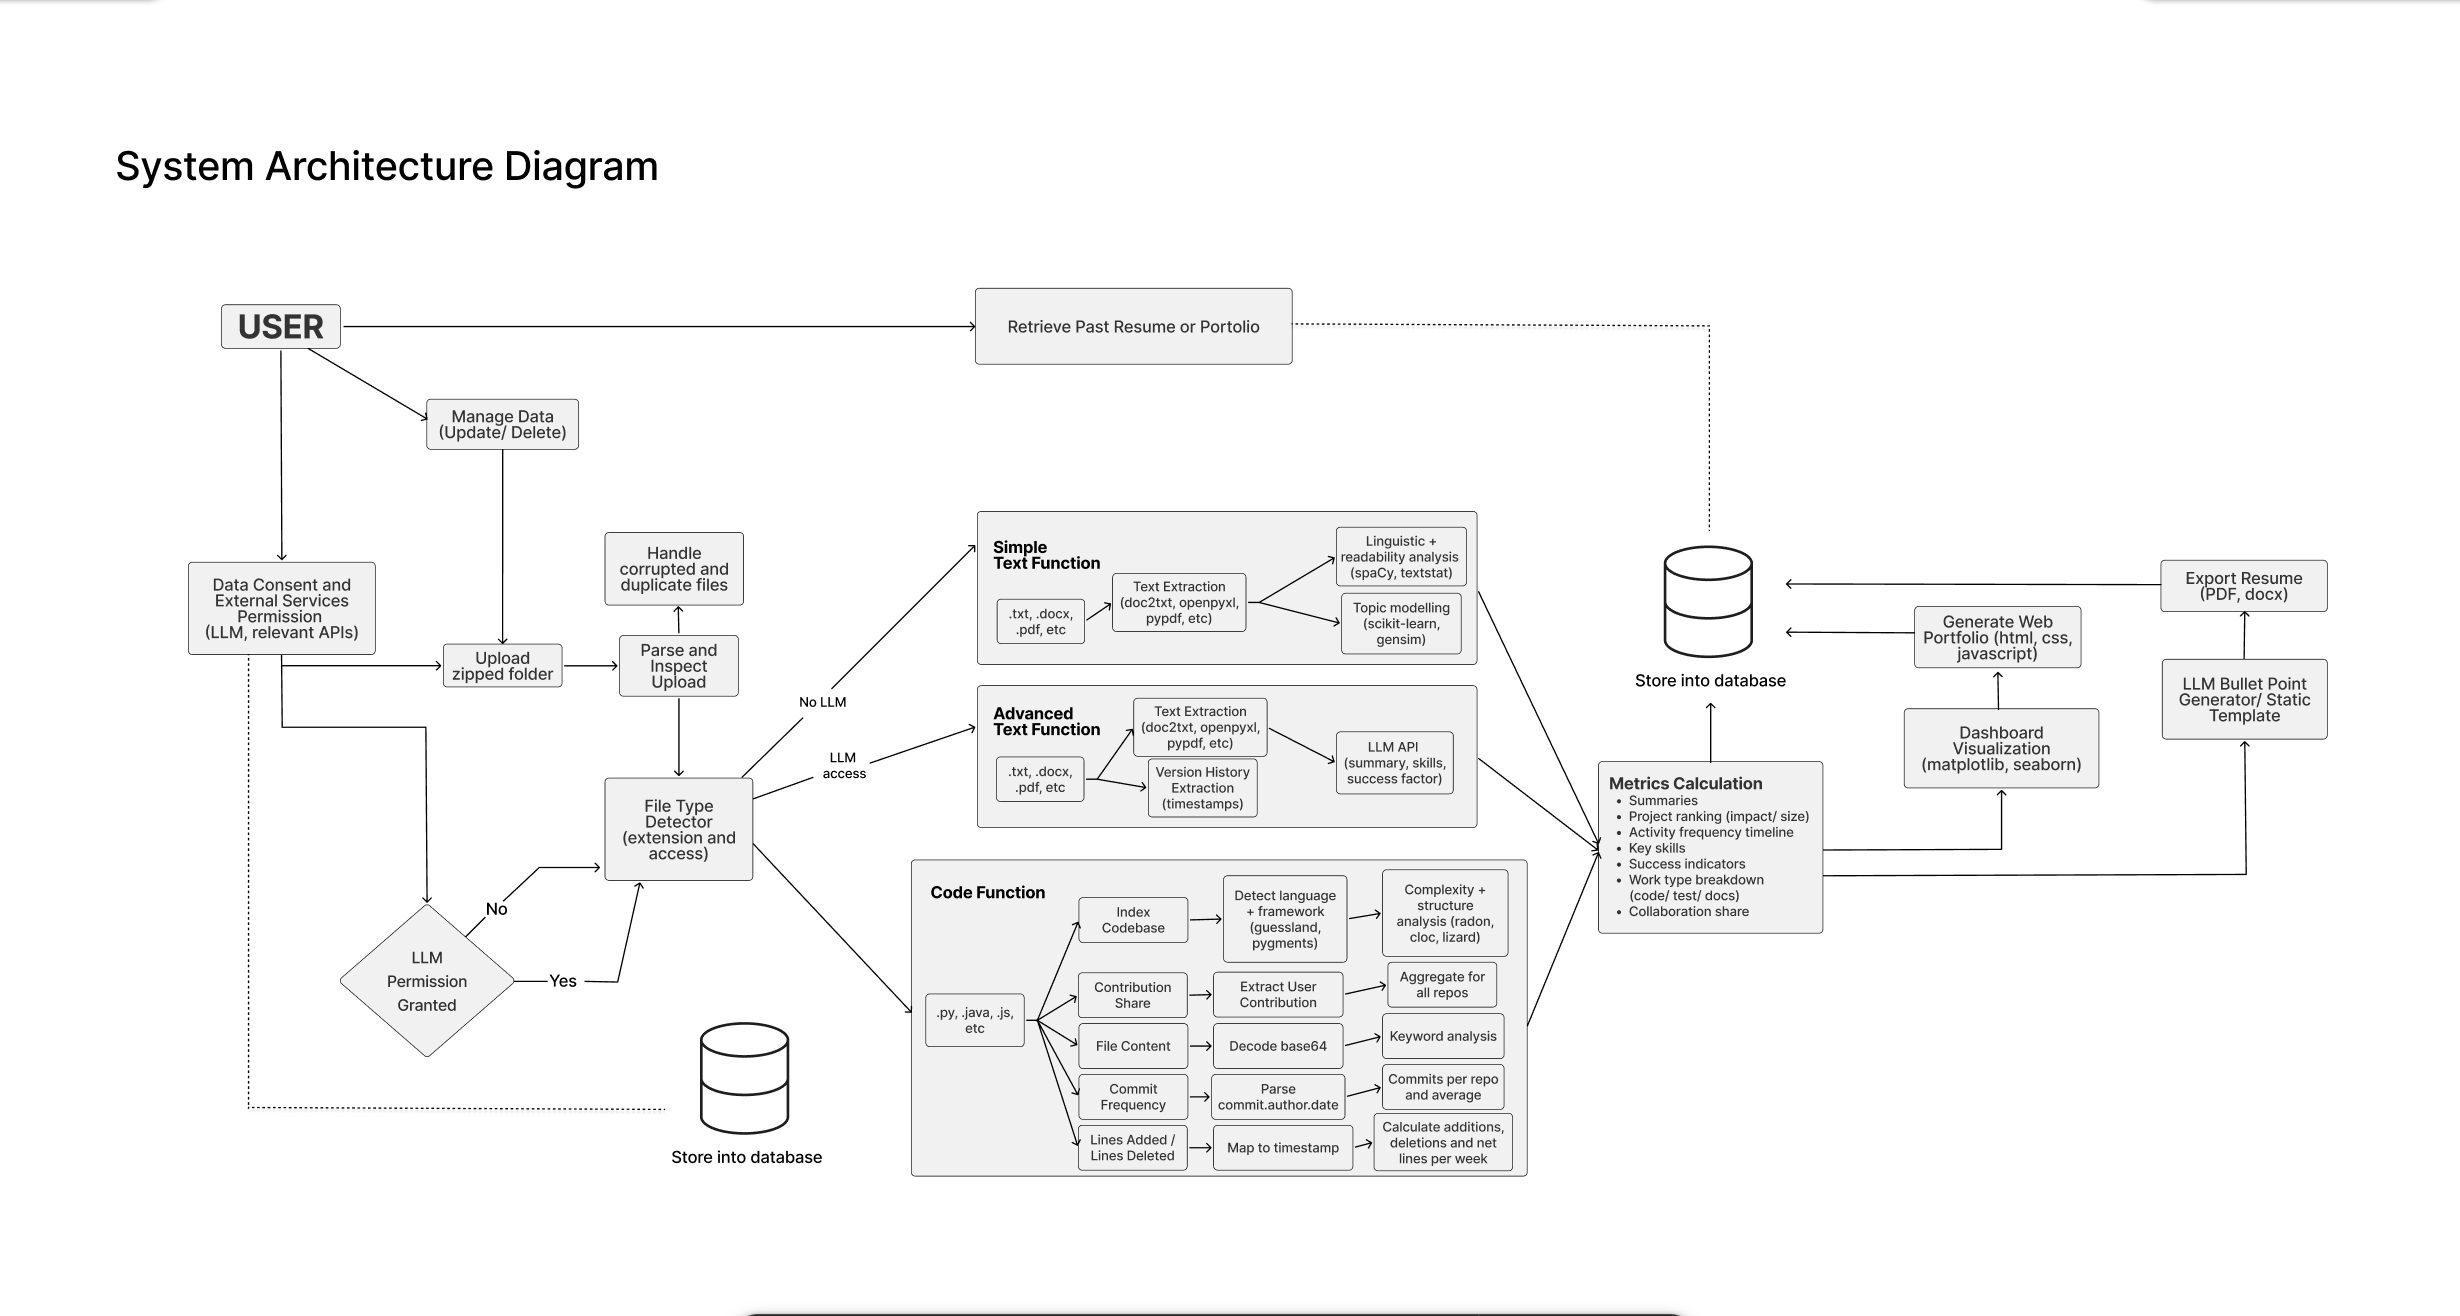 System Architecture Diagram
USER
Retrieve Past Resume or Portolio
Manage Data
(Update/ Delete)
Data Consent and
External Services
Permission
(LLM, relevant APIs)
Upload
zipped folder
Handle
corrupted and
duplicate files
Parse and
Inspect
Upload
File Type
Detector
(extension and
access)
LLM
Permission
Granted
No
Yes
Store into database
No LLM
LLM
access
Simple
Text Function
.txt, .docx,
.pdf, etc
Text Extraction
(doc2txt, openpyxl,
pypdf, etc)
Linguistic +
readability analysis
(spaCy, textstat)
Topic modelling
(scikit-learn,
gensim)
Advanced
Text Function
.txt, .docx,
.pdf, etc
Text Extraction
(doc2txt, openpyxl,
pypdf, etc)
Version History
Extraction
(timestamps)
LLM API
(summary, skills,
success factor)
Code Function
.py, .java, .js,
etc
Index
Codebase
Detect language
+ framework
(guessland,
pygments)
Complexity +
structure
analysis (radon,
cloc, lizard)
Contribution
Share
Extract User
Contribution
Aggregate for
all repos
File Content
Decode base64
Keyword analysis
Commit
Frequency
Parse
commit.author.date
Commits per repo
and average
Lines Added /
Lines Deleted
Map to timestamp
Calculate additions,
deletions and net
lines per week
Store into database
Metrics Calculation
• Summaries
• Project ranking (impact/ size)
• Activity frequency timeline
• Key skills
• Success indicators
• Work type breakdown
(code/ test/ docs)
• Collaboration share
Dashboard
Visualization
(matplotlib, seaborn)
Generate Web
Portfolio (html, css,
javascript)
Export Resume
(PDF, docx)
LLM Bullet Point
Generator/ Static
Template